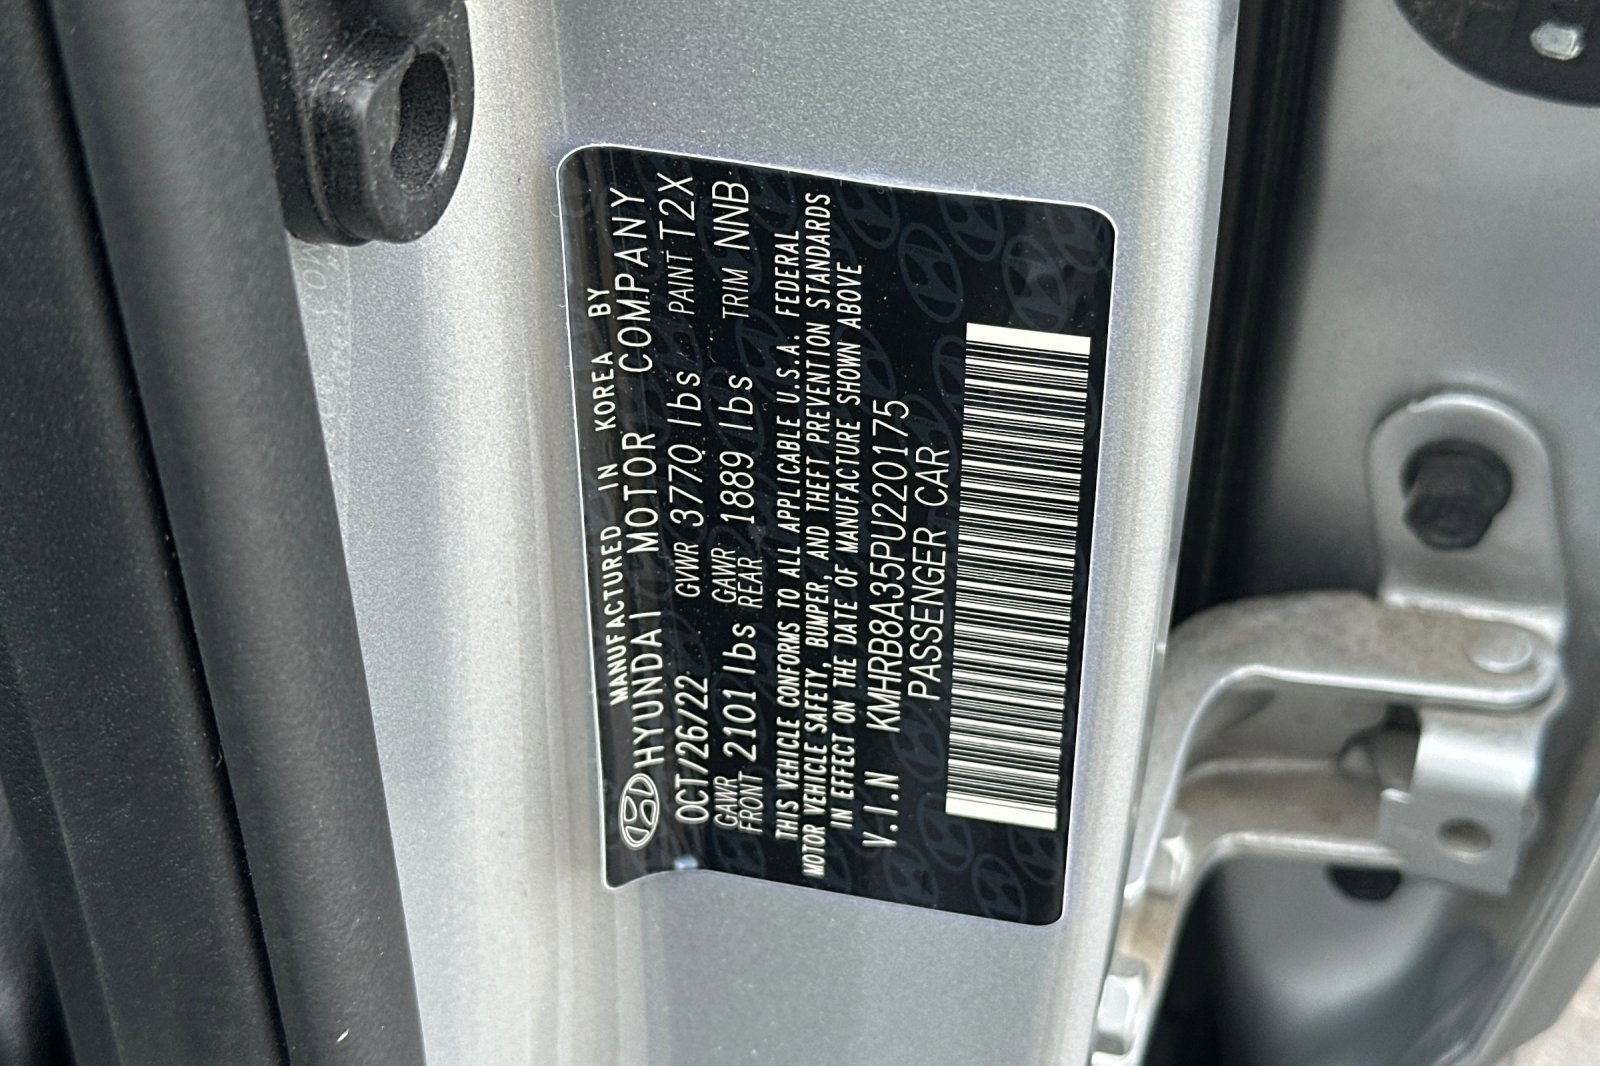 MANUFACTURED IN KOREA BY
HYUNDAI MOTOR COMPANY
OCT/26/22 GVWR 3770 lbs PAINT T2X
GAWR FRONT 2101 lbs GAWR REAR 1889 lbs TRIM NNB
THIS VEHICLE CONFORMS TO ALL APPLICABLE U.S.A. FEDERAL
MOTOR VEHICLE SAFETY, BUMPER, AND THEFT PREVENTION STANDARDS
IN EFFECT ON THE DATE OF MANUFACTURE SHOWN ABOVE
V.I.N KMHRB8A35PU220175
PASSENGER CAR